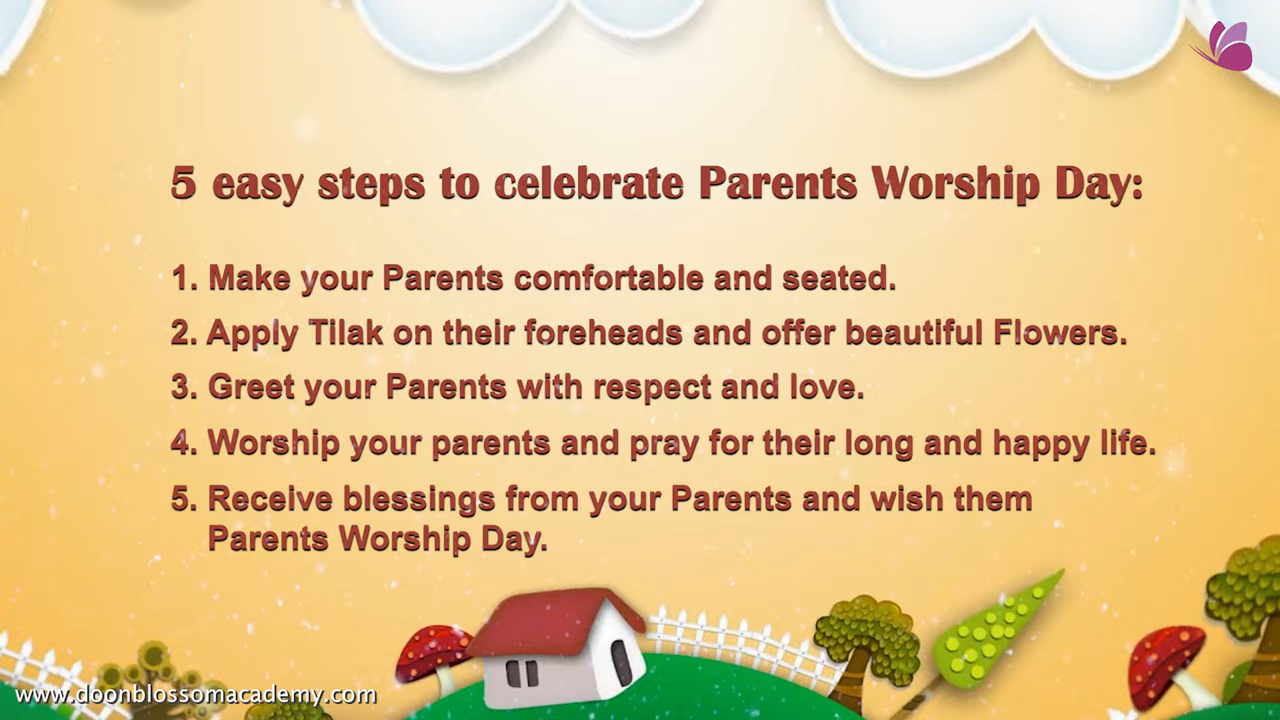 5 easy steps to celebrate Parents Worship Day:
1. Make your Parents comfortable and seated.
2. Apply Tilak on their foreheads and offer beautiful Flowers.
3. Greet your Parents with respect and love.
4. Worship your parents and pray for their long and happy life.
5. Receive blessings from your Parents and wish them
Parents Worship Day.
www.doonblossomacademy.com